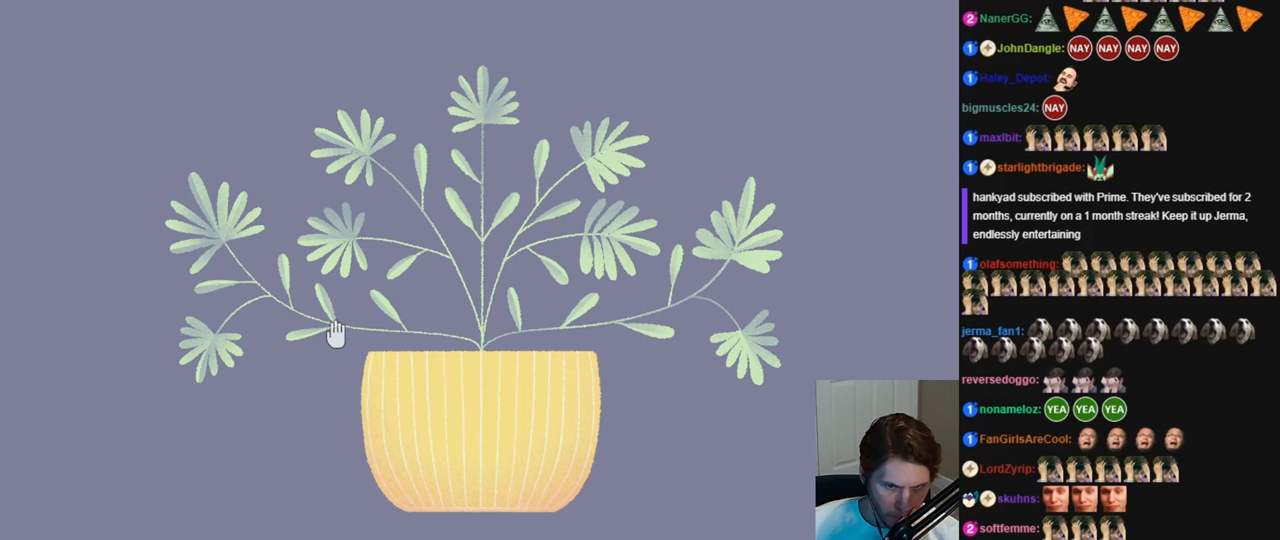 NanerGG:
JohnDangle: NAY NAY NAY NAY
Haley_Depot:
bigmuscles24: NAY
maxlbit:
starlightbrigade:
hankyad subscribed with Prime. They've subscribed for 2
months, currently on a 1 month streak! Keep it up Jerma,
endlessly entertaining
olafsomething:
jerma_fan1:
reversedoggo:
nonameloz: YEA YEA YEA
FanGirlsAreCool:
LordZyrip:
skuhns:
softfemme: